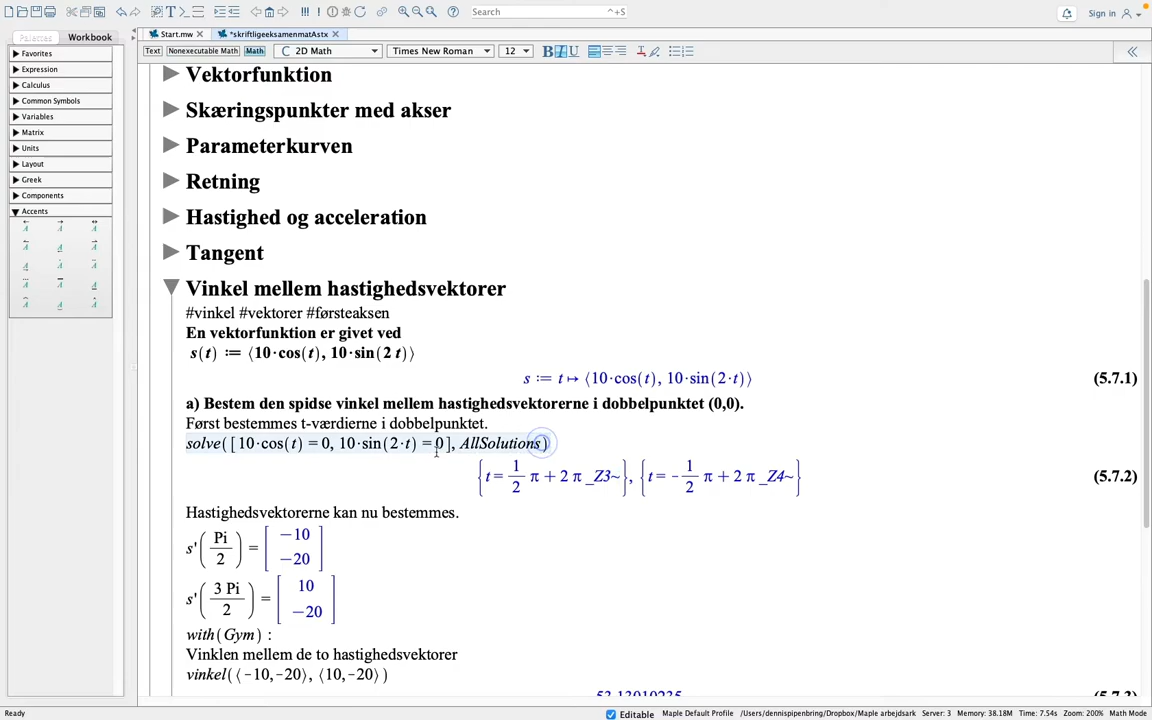 Search
⌃+S
Sign in
Palettes Workbook
Start.mw
*skriftligeeksamenmatAstx
Text
Nonexecutable Math
Math
C 2D Math
Times New Roman
12
B I U
Favorites
Expression
Calculus
Common Symbols
Variables
Matrix
Units
Layout
Greek
Components
Accents
Vektorfunktion
Skæringspunkter med akser
Parameterkurven
Retning
Hastighed og acceleration
Tangent
Vinkel mellem hastighedsvektorer
#vinkel #vektorer #førsteaksen
En vektorfunktion er givet ved
s(t) := ⟨10·cos(t), 10·sin(2 t)⟩
s := t ↦ ⟨10·cos(t), 10·sin(2·t)⟩ (5.7.1)
a) Bestem den spidse vinkel mellem hastighedsvektorerne i dobbelpunktet (0,0).
Først bestemmes t-værdierne i dobbelpunktet.
solve([10·cos(t) = 0, 10·sin(2·t) = 0], AllSolutions)
{t = 1/2 π + 2 π _Z3~}, {t = -1/2 π + 2 π _Z4~} (5.7.2)
Hastighedsvektorerne kan nu bestemmes.
s'(Pi/2) = [-10 -20]
s'(3 Pi/2) = [10 -20]
with(Gym) :
Vinklen mellem de to hastighedsvektorer
vinkel(⟨-10,-20⟩, ⟨10,-20⟩)
53.13010235 (5.7.3)
Ready
Editable
Maple Default Profile
/Users/dennispipenbring/Dropbox/Maple arbejdsark
Server: 3
Memory: 38.18M
Time: 7.54s
Zoom: 200%
Math Mode